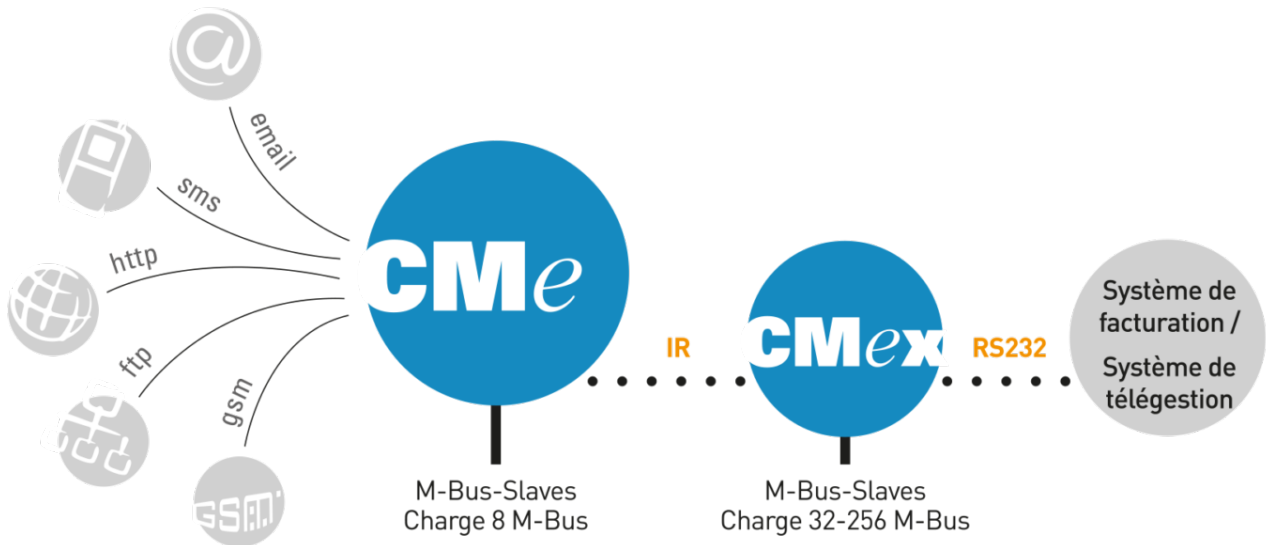 @
email
sms
http
ftp
gsm
GSM
CMe
IR
CMex
RS232
Système de
facturation /
Système de
télégestion
M-Bus-Slaves
Charge 8 M-Bus
M-Bus-Slaves
Charge 32-256 M-Bus